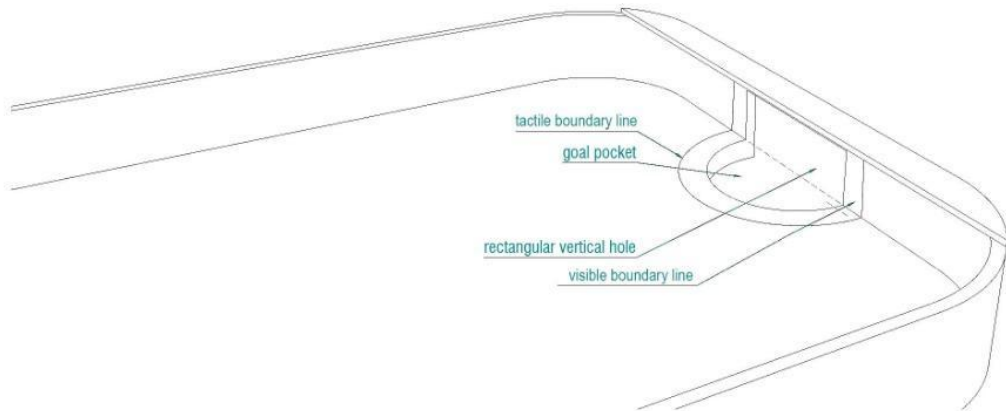 tactile boundary line
goal pocket
rectangular vertical hole
visible boundary line